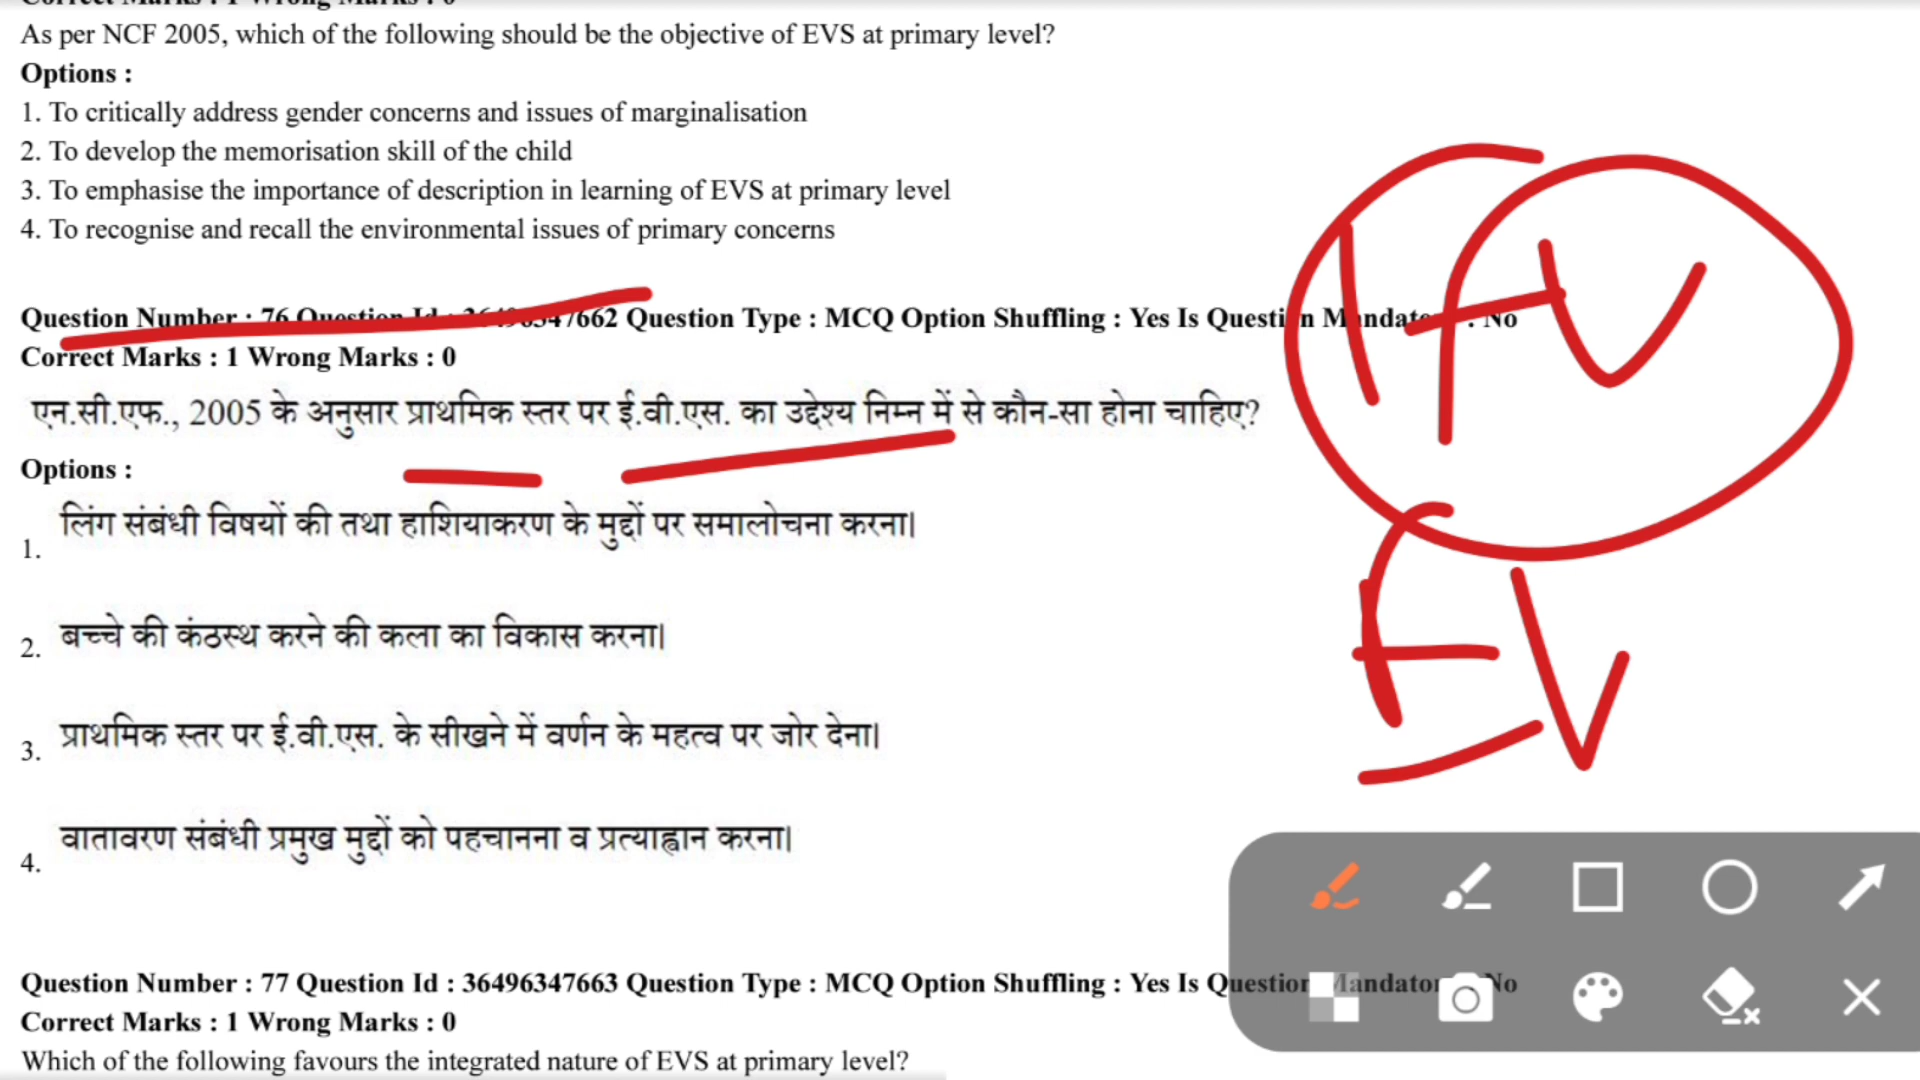 As per NCF 2005, which of the following should be the objective of EVS at primary level?
Options :
1. To critically address gender concerns and issues of marginalisation
2. To develop the memorisation skill of the child
3. To emphasise the importance of description in learning of EVS at primary level
4. To recognise and recall the environmental issues of primary concerns
Question Number : 76 Question Question Type : MCQ Option Shuffling : Yes Is No
Correct Marks : 1 Wrong Marks : 0
एन.सी.एफ., 2005 के अनुसार प्राथमिक स्तर पर ई.वी.एस. का उद्देश्य निम्न में से कौन-सा होना चाहिए?
Options :
1. लिंग संबंधी विषयों की तथा हाशियाकरण के मुद्दों पर समालोचना करना।
2. बच्चे की कंठस्थ करने की कला का विकास करना।
3. प्राथमिक स्तर पर ई.वी.एस. के सीखने में वर्णन के महत्व पर जोर देना।
4. वातावरण संबंधी प्रमुख मुद्दों को पहचानना व प्रत्याह्वान करना।
Question Number : 77 Question Id : 36496347663 Question Type : MCQ Option Shuffling : Yes Is Question No
Correct Marks : 1 Wrong Marks : 0
Which of the following favours the integrated nature of EVS at primary level?